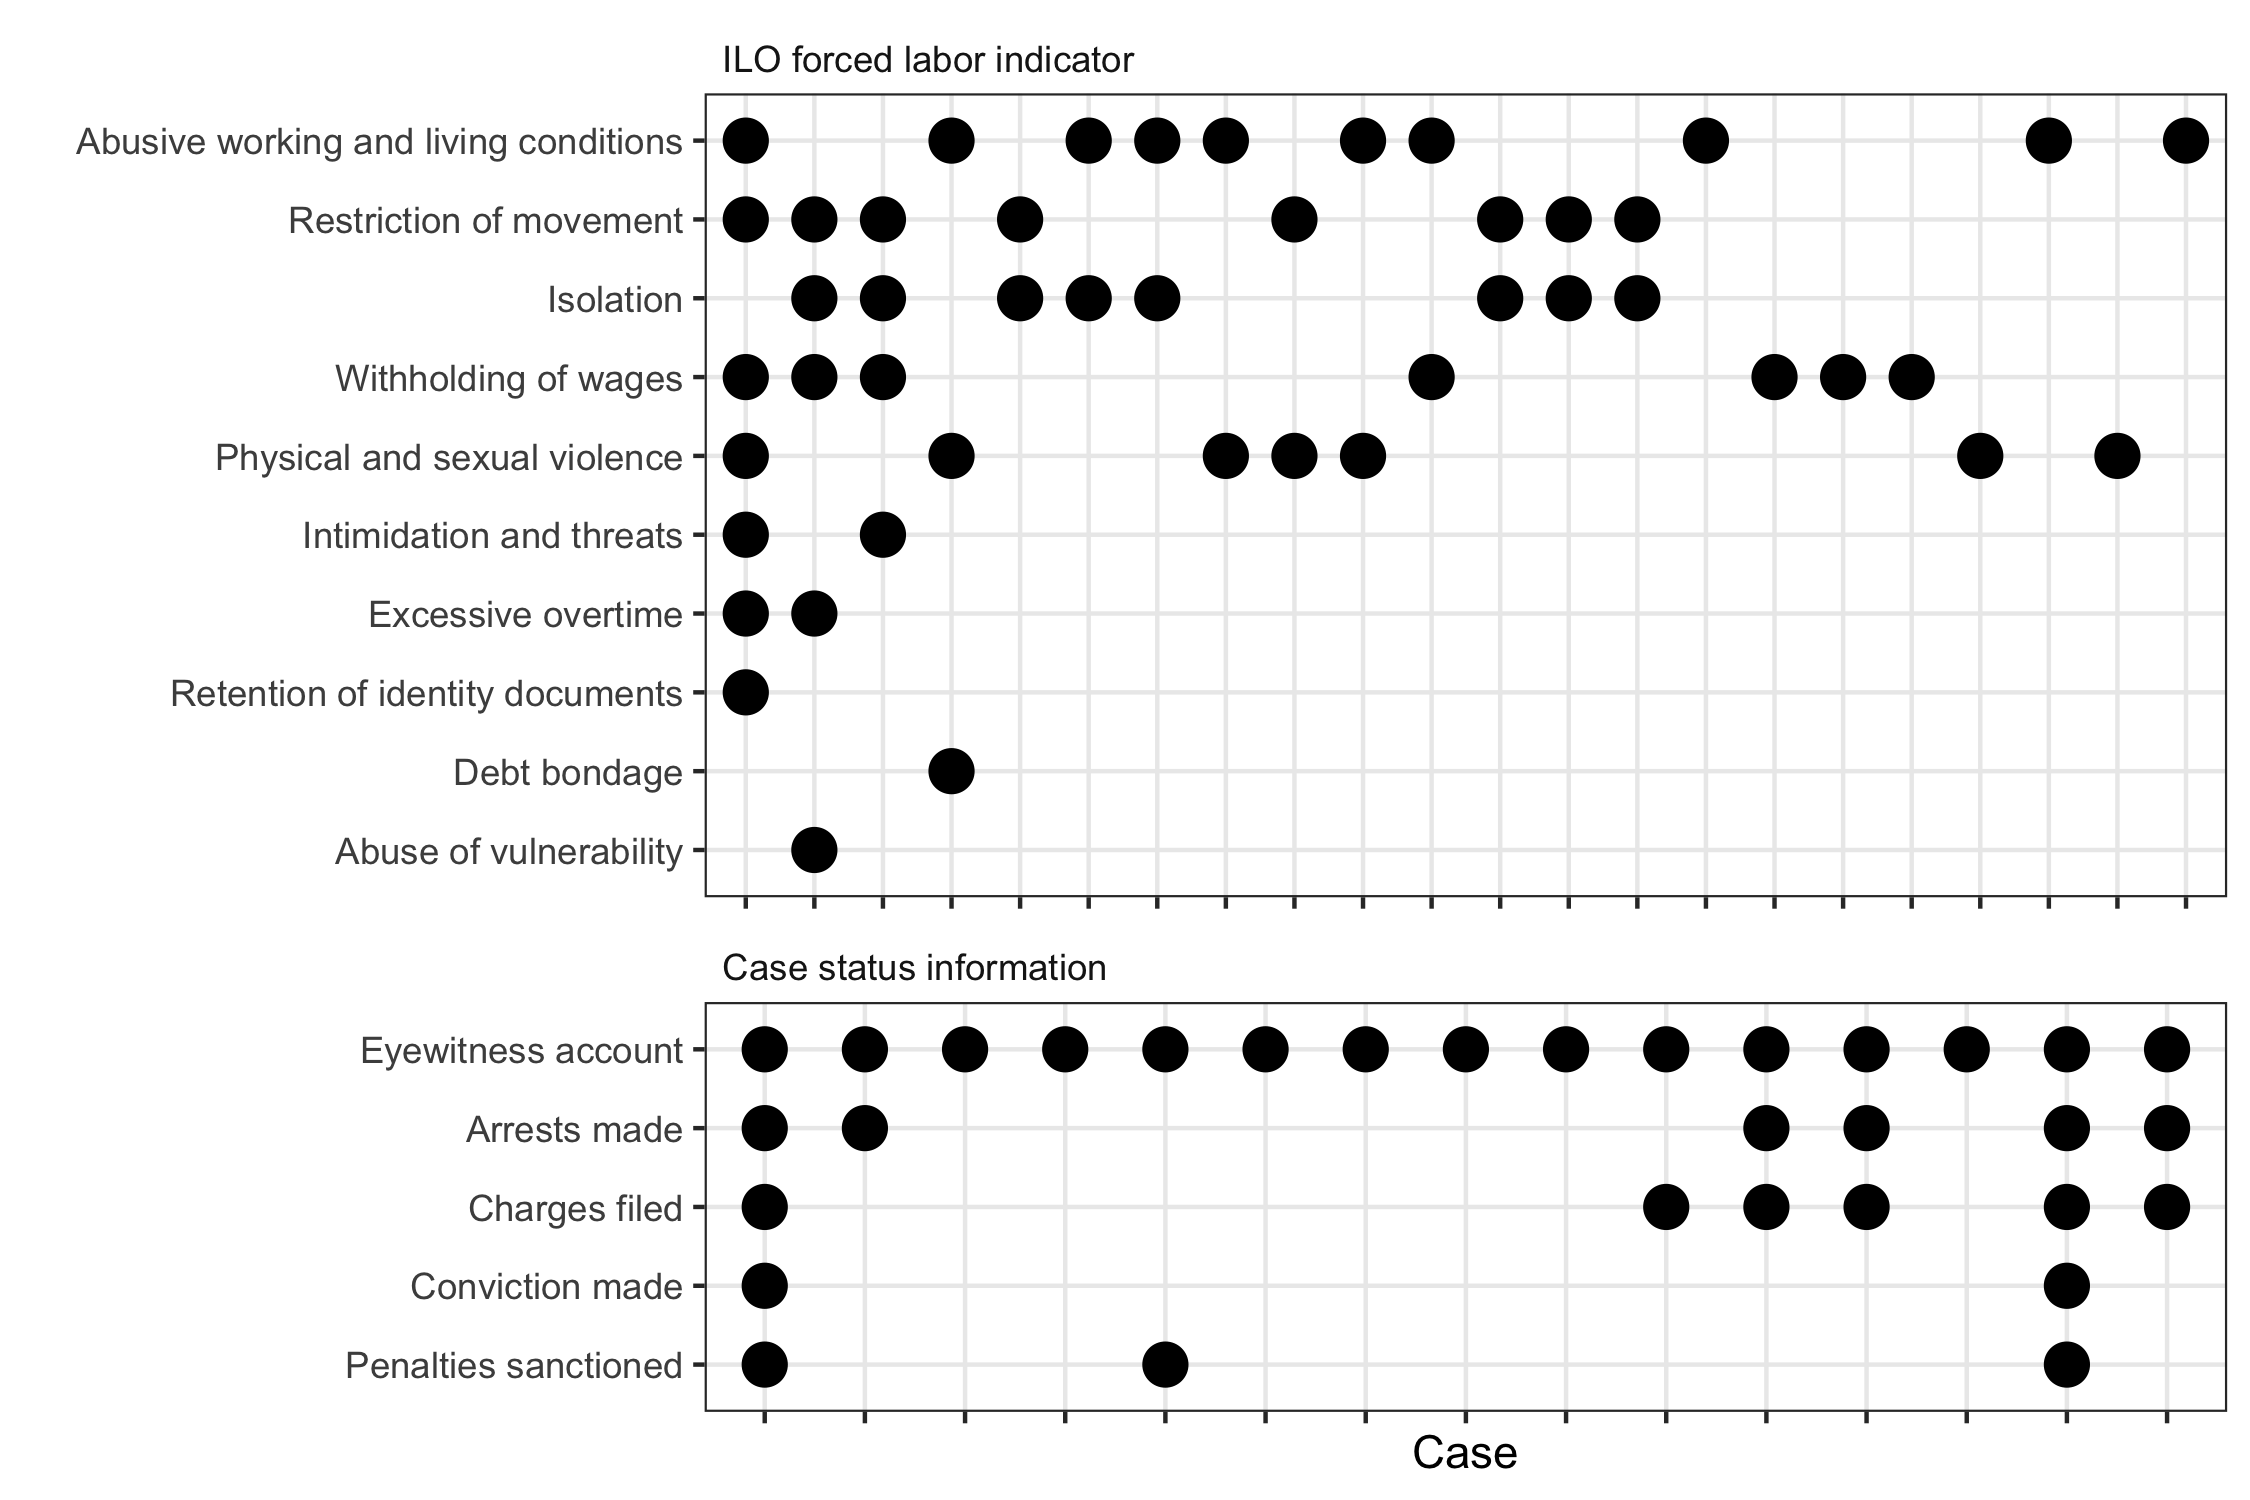 ILO forced labor indicator
Abusive working and living conditions
Restriction of movement
Isolation
Withholding of wages
Physical and sexual violence
Intimidation and threats
Excessive overtime
Retention of identity documents
Debt bondage
Abuse of vulnerability
Case status information
Eyewitness account
Arrests made
Charges filed
Conviction made
Penalties sanctioned
Case